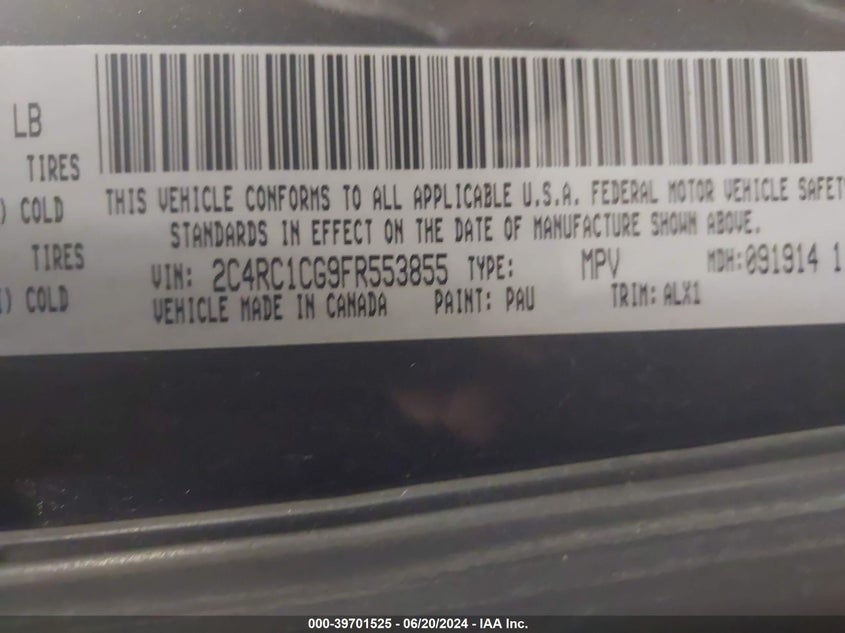 LB
TIRES
) COLD
TIRES
) COLD
THIS VEHICLE CONFORMS TO ALL APPLICABLE U.S.A. FEDERAL MOTOR VEHICLE SAFETY
STANDARDS IN EFFECT ON THE DATE OF MANUFACTURE SHOWN ABOVE.
VIN: 2C4RC1CG9FR553855 TYPE: MPV MDH:091914 1
VEHICLE MADE IN CANADA PAINT: PAU TRIM: ALX1
000-39701525 - 06/20/2024 - IAA Inc.